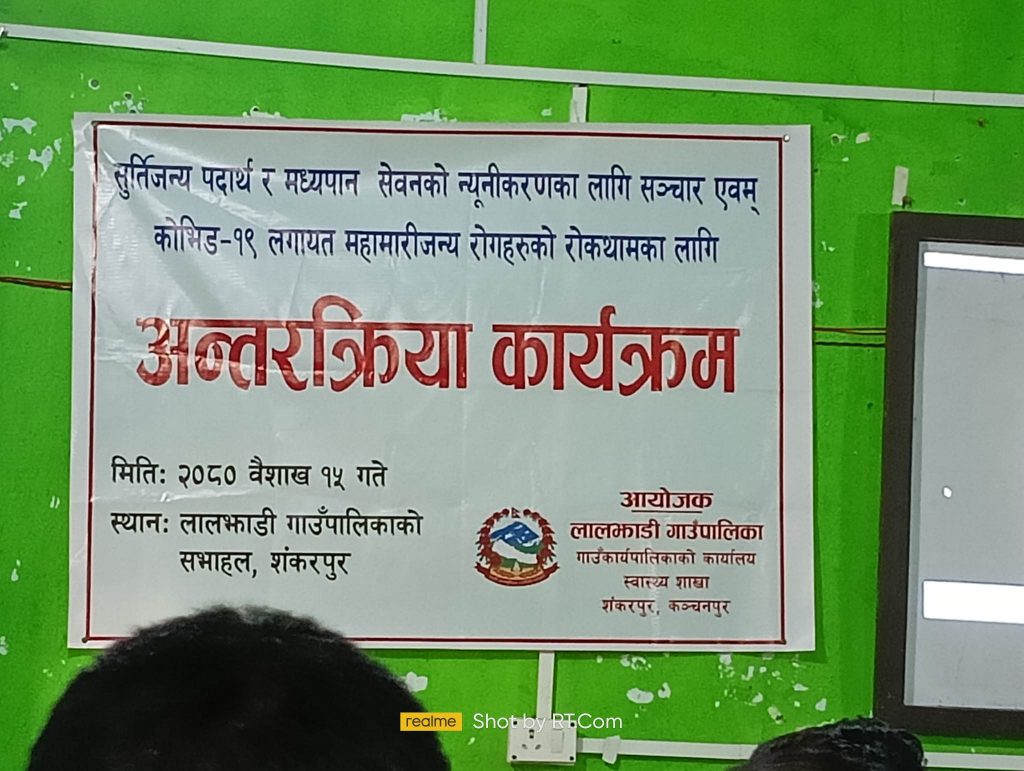 सुर्तिजन्य पदार्थ र मध्यपान सेवनको न्यूनीकरणका लागि सञ्चार एवम्
कोभिड-१९ लगायत महामारीजन्य रोगहरुको रोकथामका लागि
अन्तरक्रिया कार्यक्रम
मितिः २०८० वैशाख १५ गते
स्थानः लालझाडी गाउँपालिकाको
सभाहल, शंकरपुर
आयोजक
लालझाडी गाउँपालिका
गाउँकार्यपालिकाको कार्यालय
स्वास्थ्य शाखा
शंकरपुर, कञ्चनपुर
realme Shot by RTCom